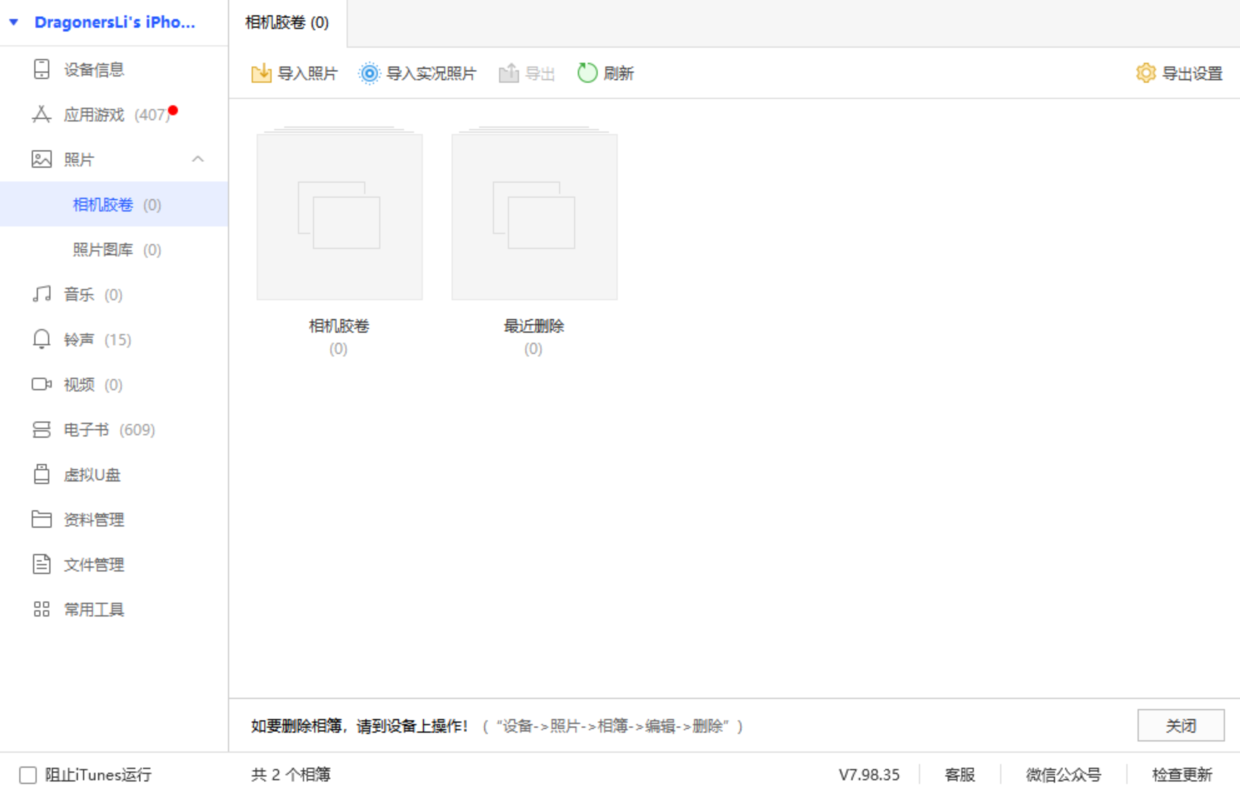 DragonersLi's iPho...
设备信息
应用游戏 (407)
照片
相机胶卷 (0)
照片图库 (0)
音乐 (0)
铃声 (15)
视频 (0)
电子书 (609)
虚拟U盘
资料管理
文件管理
常用工具
阻止iTunes运行
相机胶卷 (0)
导入照片 导入实况照片 导出 刷新 导出设置
相机胶卷 最近删除
(0) (0)
如要删除相簿，请到设备上操作！（“设备->照片->相簿->编辑->删除”） 关闭
共 2 个相簿 V7.98.35 客服 微信公众号 检查更新